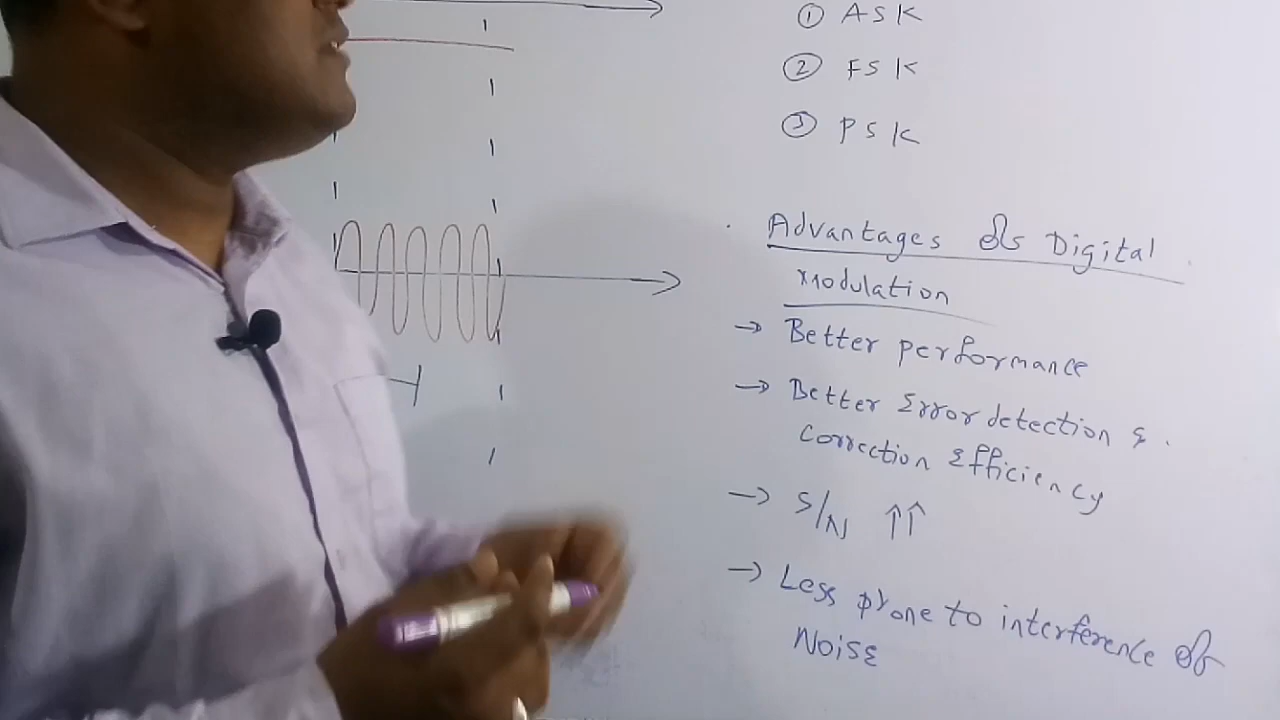 ① ASK
② FSK
③ PSK
Advantages of Digital
Modulation
→ Better performance
→ Better Error detection &
correction Efficiency
→ S/N ↑↑
→ Less prone to interference of
Noise